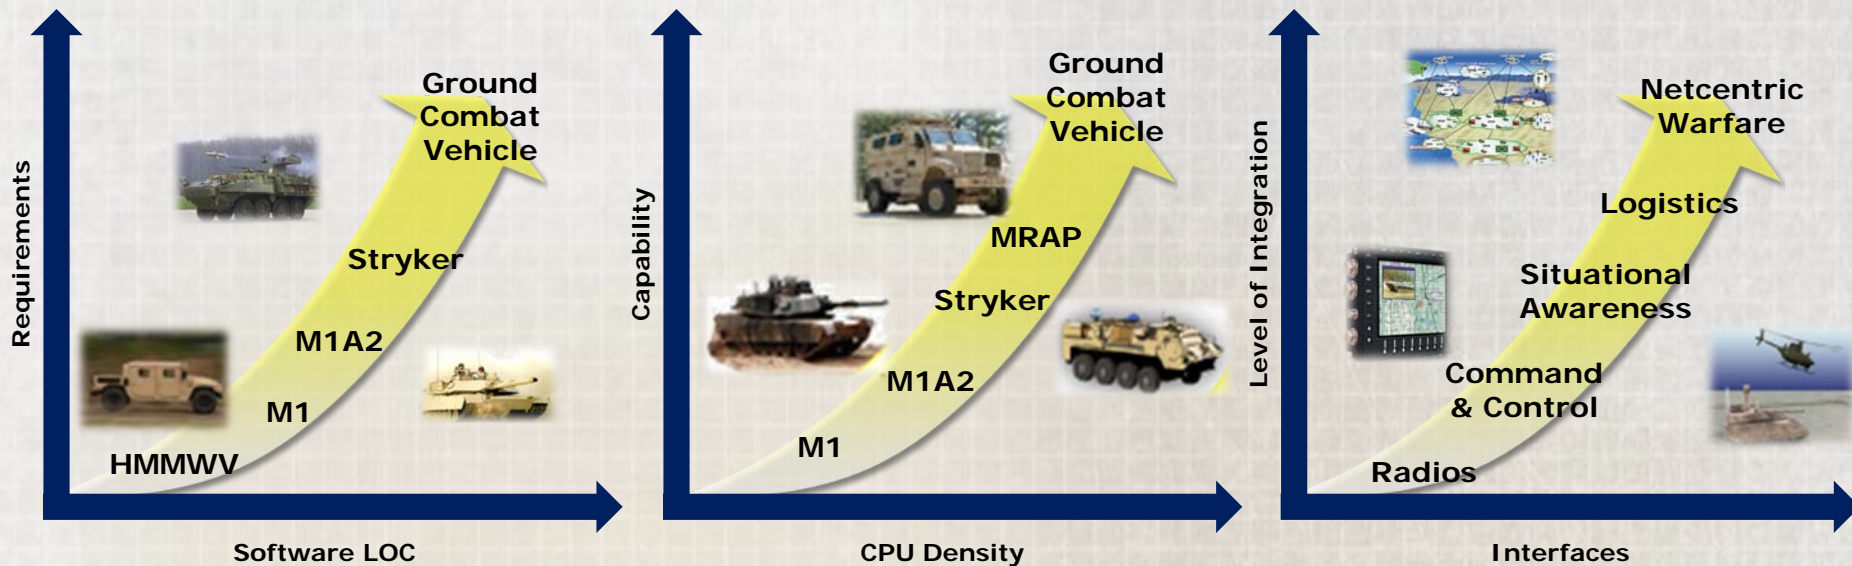 Requirements
Ground
Combat
Vehicle
Stryker
M1A2
M1
HMMWV
Software LOC
Capability
Ground
Combat
Vehicle
MRAP
Stryker
M1A2
M1
CPU Density
Level of Integration
Netcentric
Warfare
Logistics
Situational
Awareness
Command
& Control
Radios
Interfaces